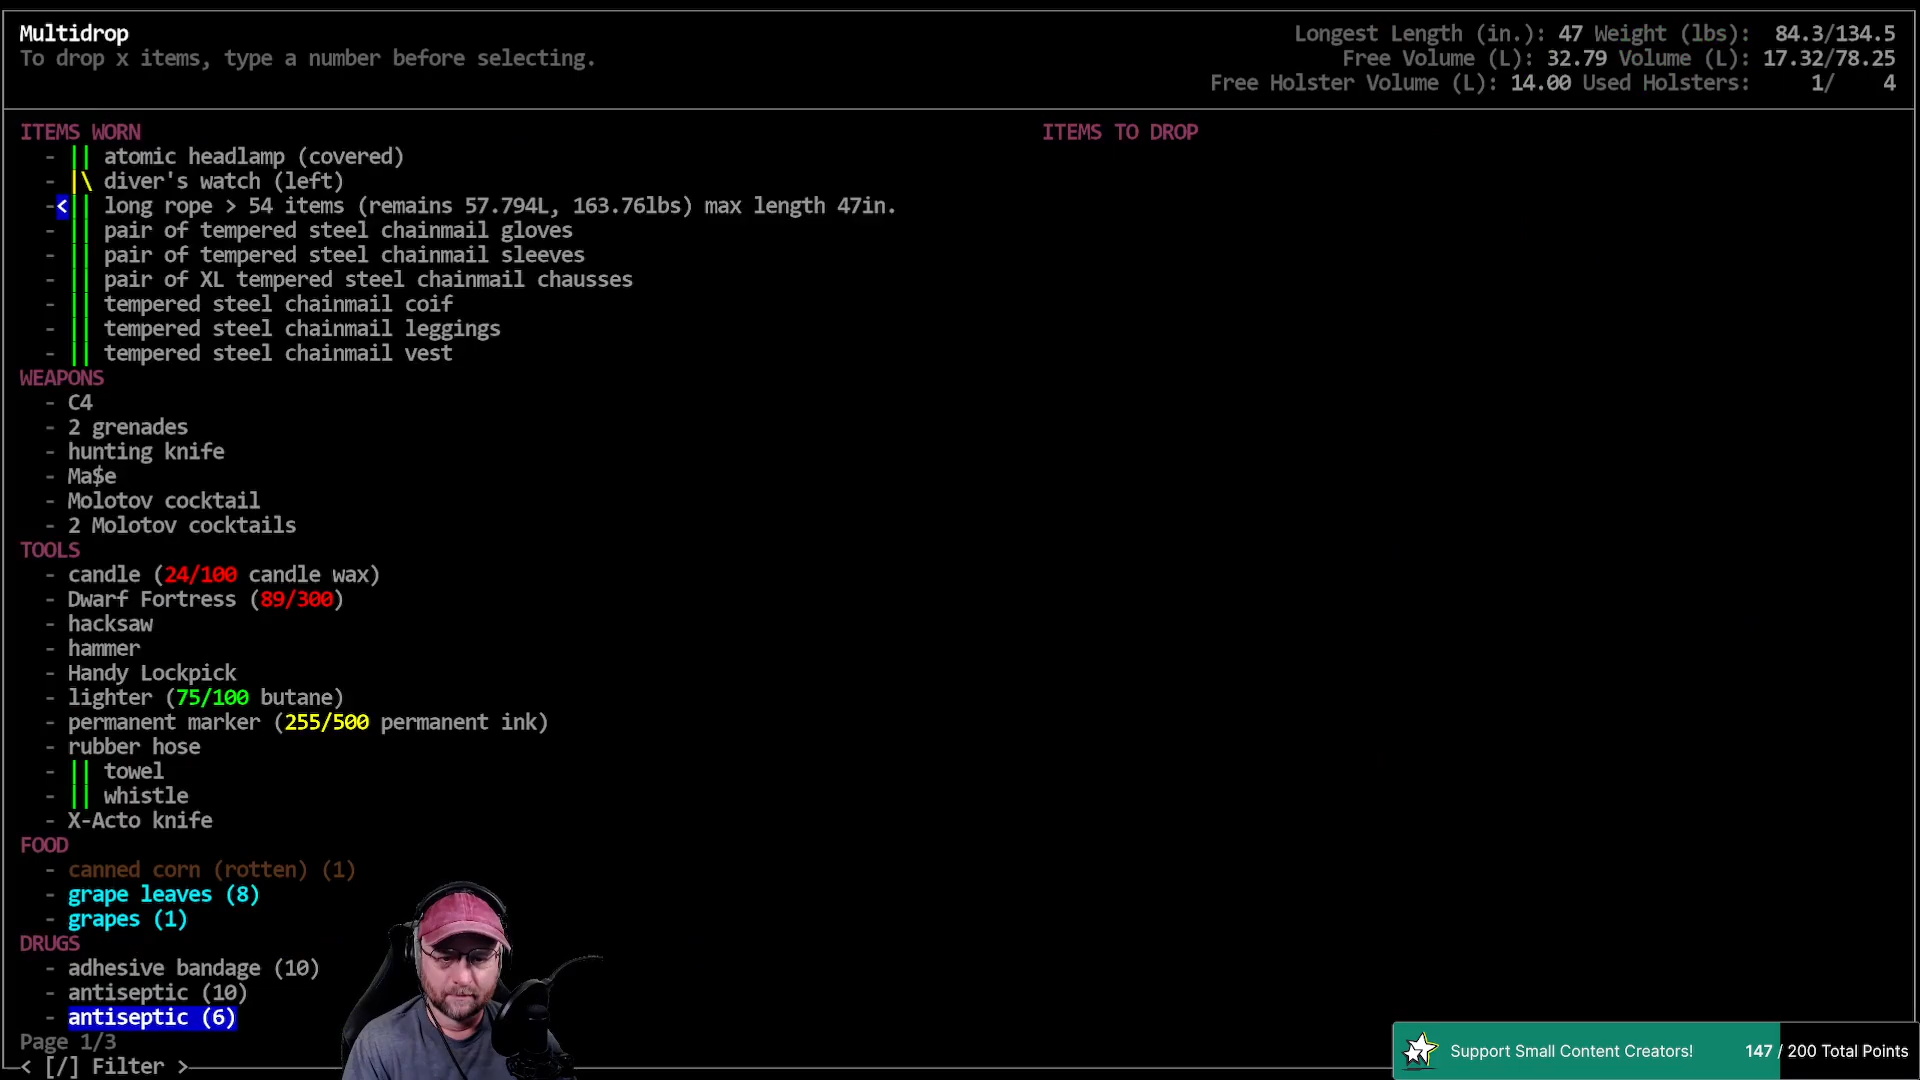 Multidrop
To drop x items, type a number before selecting.
Longest Length (in.): 47 Weight (lbs): 84.3/134.5
Free Volume (L): 32.79 Volume (L): 17.32/78.25
Free Holster Volume (L): 14.00 Used Holsters: 1/ 4
ITEMS WORN
- || atomic headlamp (covered)
- |\ diver's watch (left)
-< || long rope > 54 items (remains 57.794L, 163.76lbs) max length 47in.
- || pair of tempered steel chainmail gloves
- || pair of tempered steel chainmail sleeves
- || pair of XL tempered steel chainmail chausses
- || tempered steel chainmail coif
- || tempered steel chainmail leggings
- || tempered steel chainmail vest
WEAPONS
- C4
- 2 grenades
- hunting knife
- Ma$e
- Molotov cocktail
- 2 Molotov cocktails
TOOLS
- candle (24/100 candle wax)
- Dwarf Fortress (89/300)
- hacksaw
- hammer
- Handy Lockpick
- lighter (75/100 butane)
- permanent marker (255/500 permanent ink)
- rubber hose
- || towel
- || whistle
- X-Acto knife
FOOD
- canned corn (rotten) (1)
- grape leaves (8)
- grapes (1)
DRUGS
- adhesive bandage (10)
- antiseptic (10)
- antiseptic (6)
Page 1/3
< [/] Filter >
ITEMS TO DROP
Support Small Content Creators! 147 / 200 Total Points